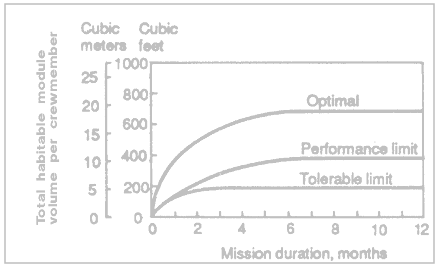 Cubic Cubic
meters feet
Total habitable module
volume per crewmember
25
20
15
10
5
0
1000
800
600
400
200
0
Optimal
Performance limit
Tolerable limit
0 2 4 6 8 10 12
Mission duration, months